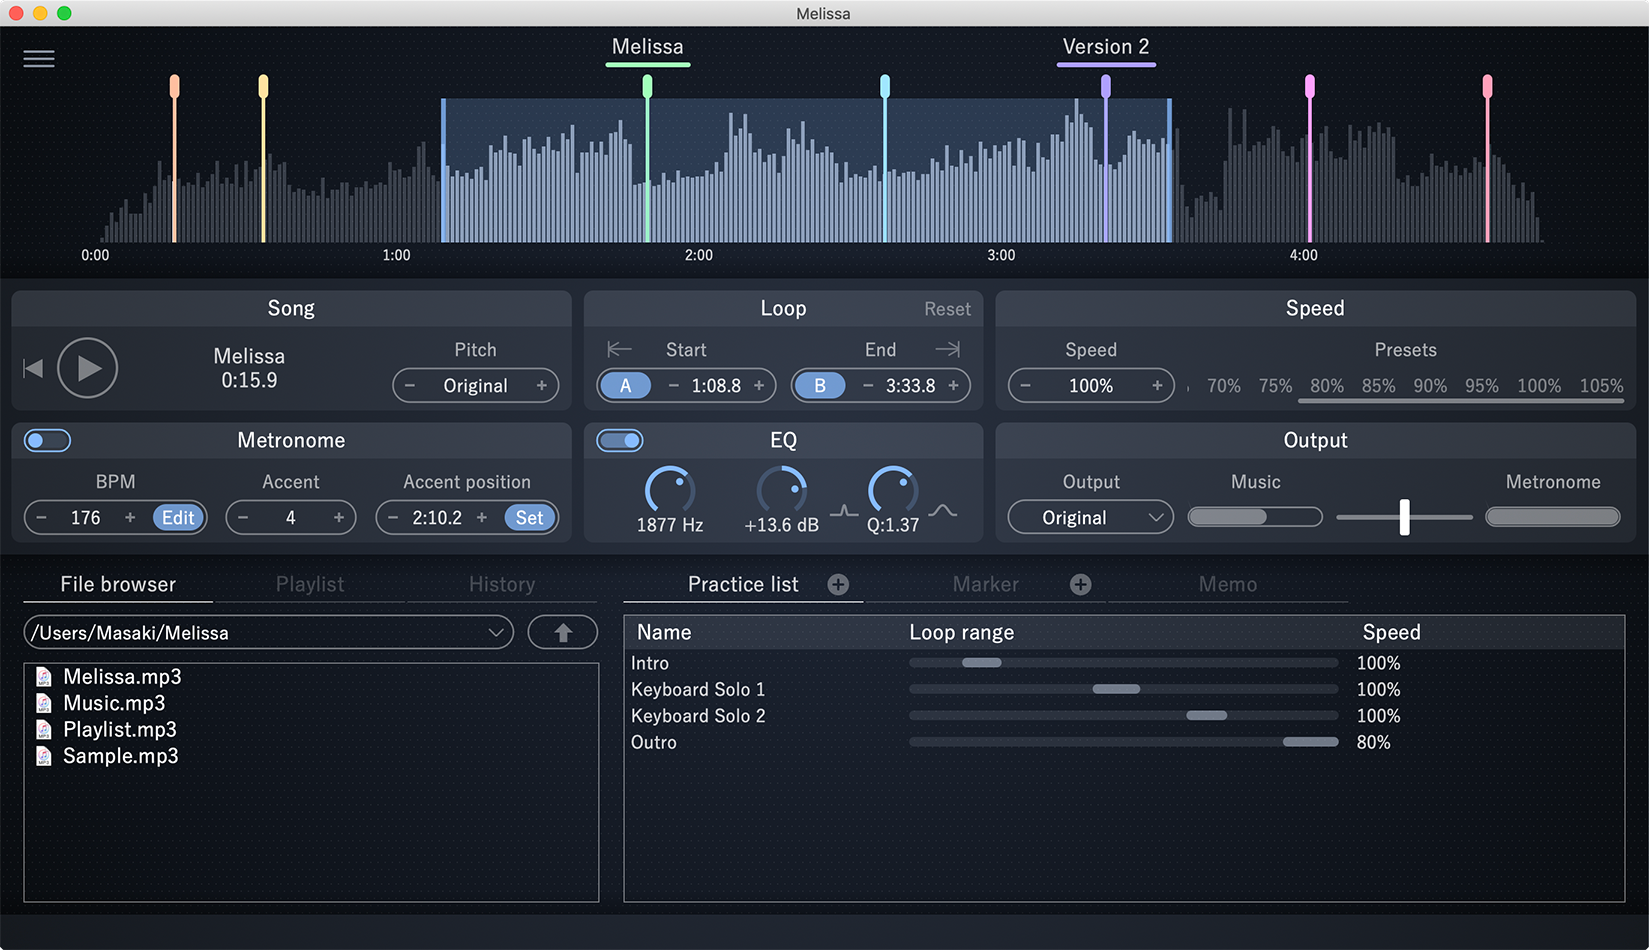 Melissa
Melissa
Version 2
0:00
1:00
2:00
3:00
4:00
Song
Melissa
0:15.9
Pitch
− Original +
Loop
Reset
Start
End
A − 1:08.8 +
B − 3:33.8 +
Speed
Speed
Presets
− 100% +
70% 75% 80% 85% 90% 95% 100% 105%
Metronome
BPM
Accent
Accent position
− 176 + Edit
− 4 +
− 2:10.2 + Set
EQ
1877 Hz
+13.6 dB
Q:1.37
Output
Output
Music
Metronome
Original
File browser
Playlist
History
/Users/Masaki/Melissa
Melissa.mp3
Music.mp3
Playlist.mp3
Sample.mp3
Practice list
Marker
Memo
Name Loop range Speed
Intro 100%
Keyboard Solo 1 100%
Keyboard Solo 2 100%
Outro 80%